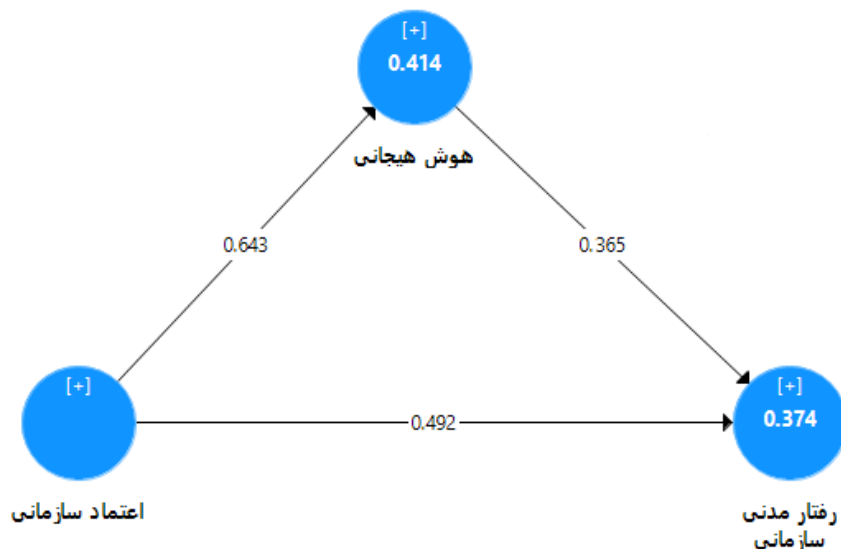 [+]
0.414
هوش هیجانی
0.643
0.365
[+]
[+]
0.374
0.492
اعتماد سازمانی
رفتار مدنی
سازمانی